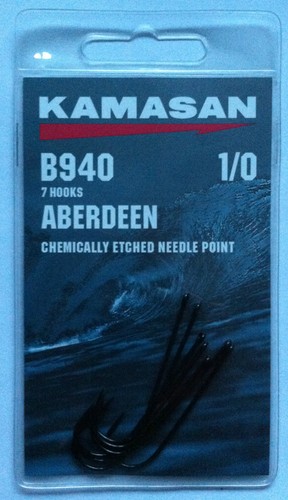 KAMASAN
B940 1/0
7 HOOKS
ABERDEEN
CHEMICALLY ETCHED NEEDLE POINT